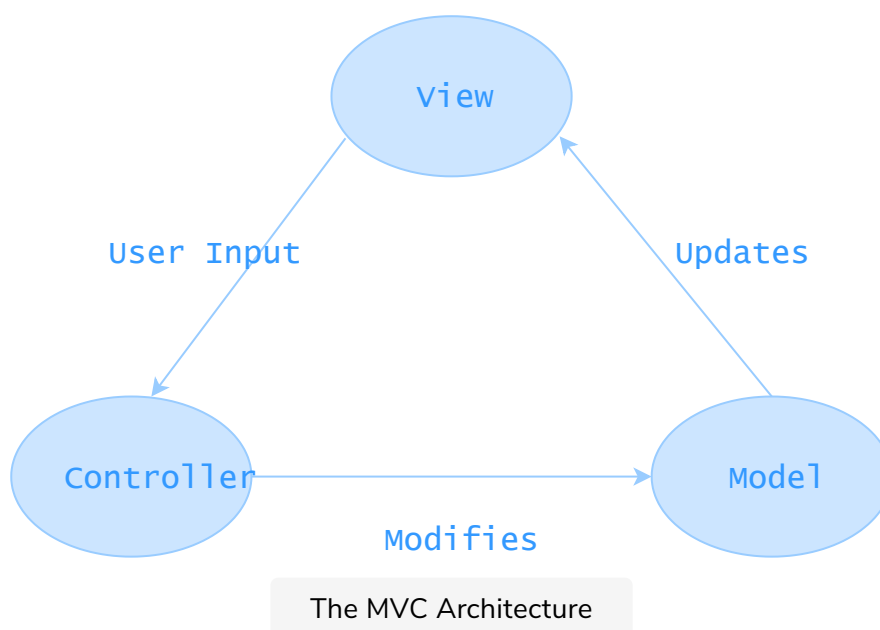 View
User Input
Updates
Controller
Model
Modifies
The MVC Architecture